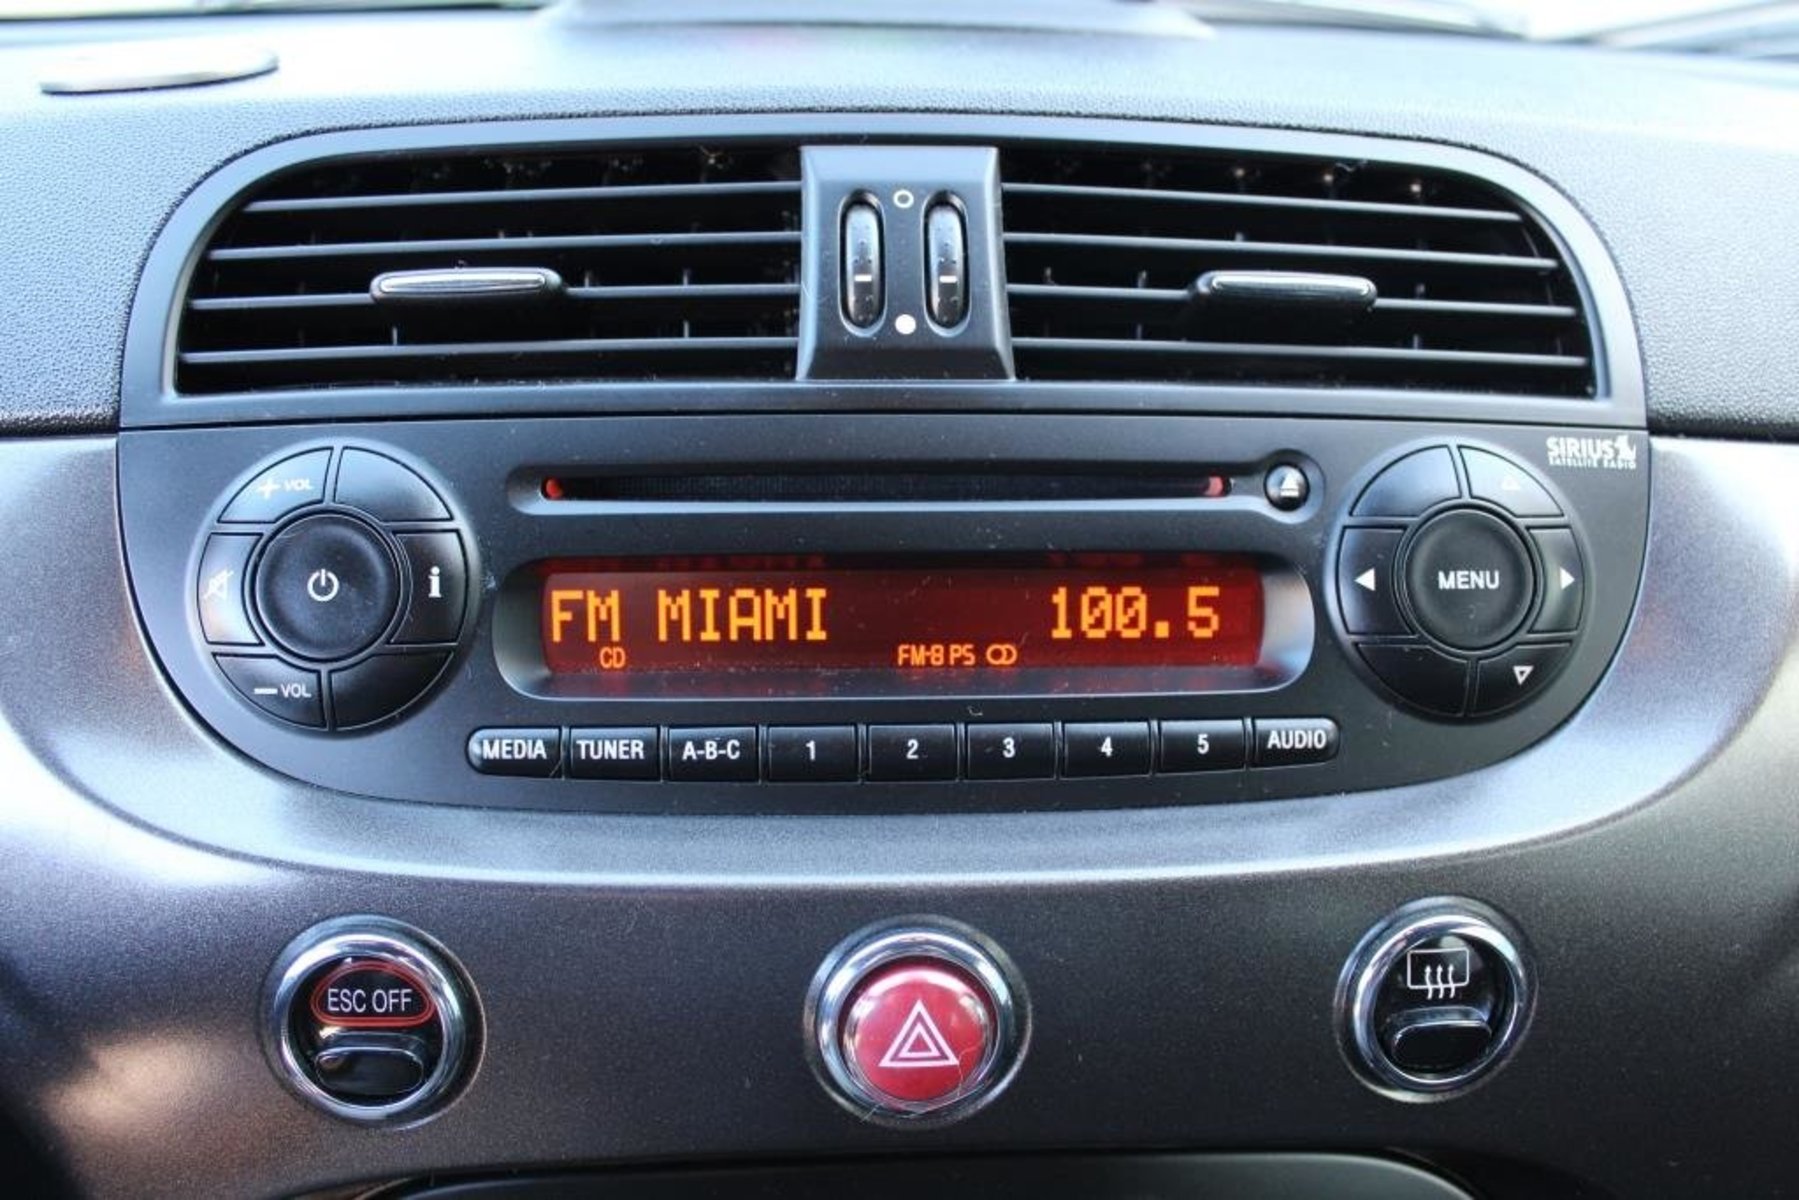 SIRIUS
SATELLITE RADIO
+ VOL
i
MENU
FM MIAMI 100.5
CD FM-B PS
– VOL
MEDIA TUNER A-B-C 1 2 3 4 5 AUDIO
ESC OFF